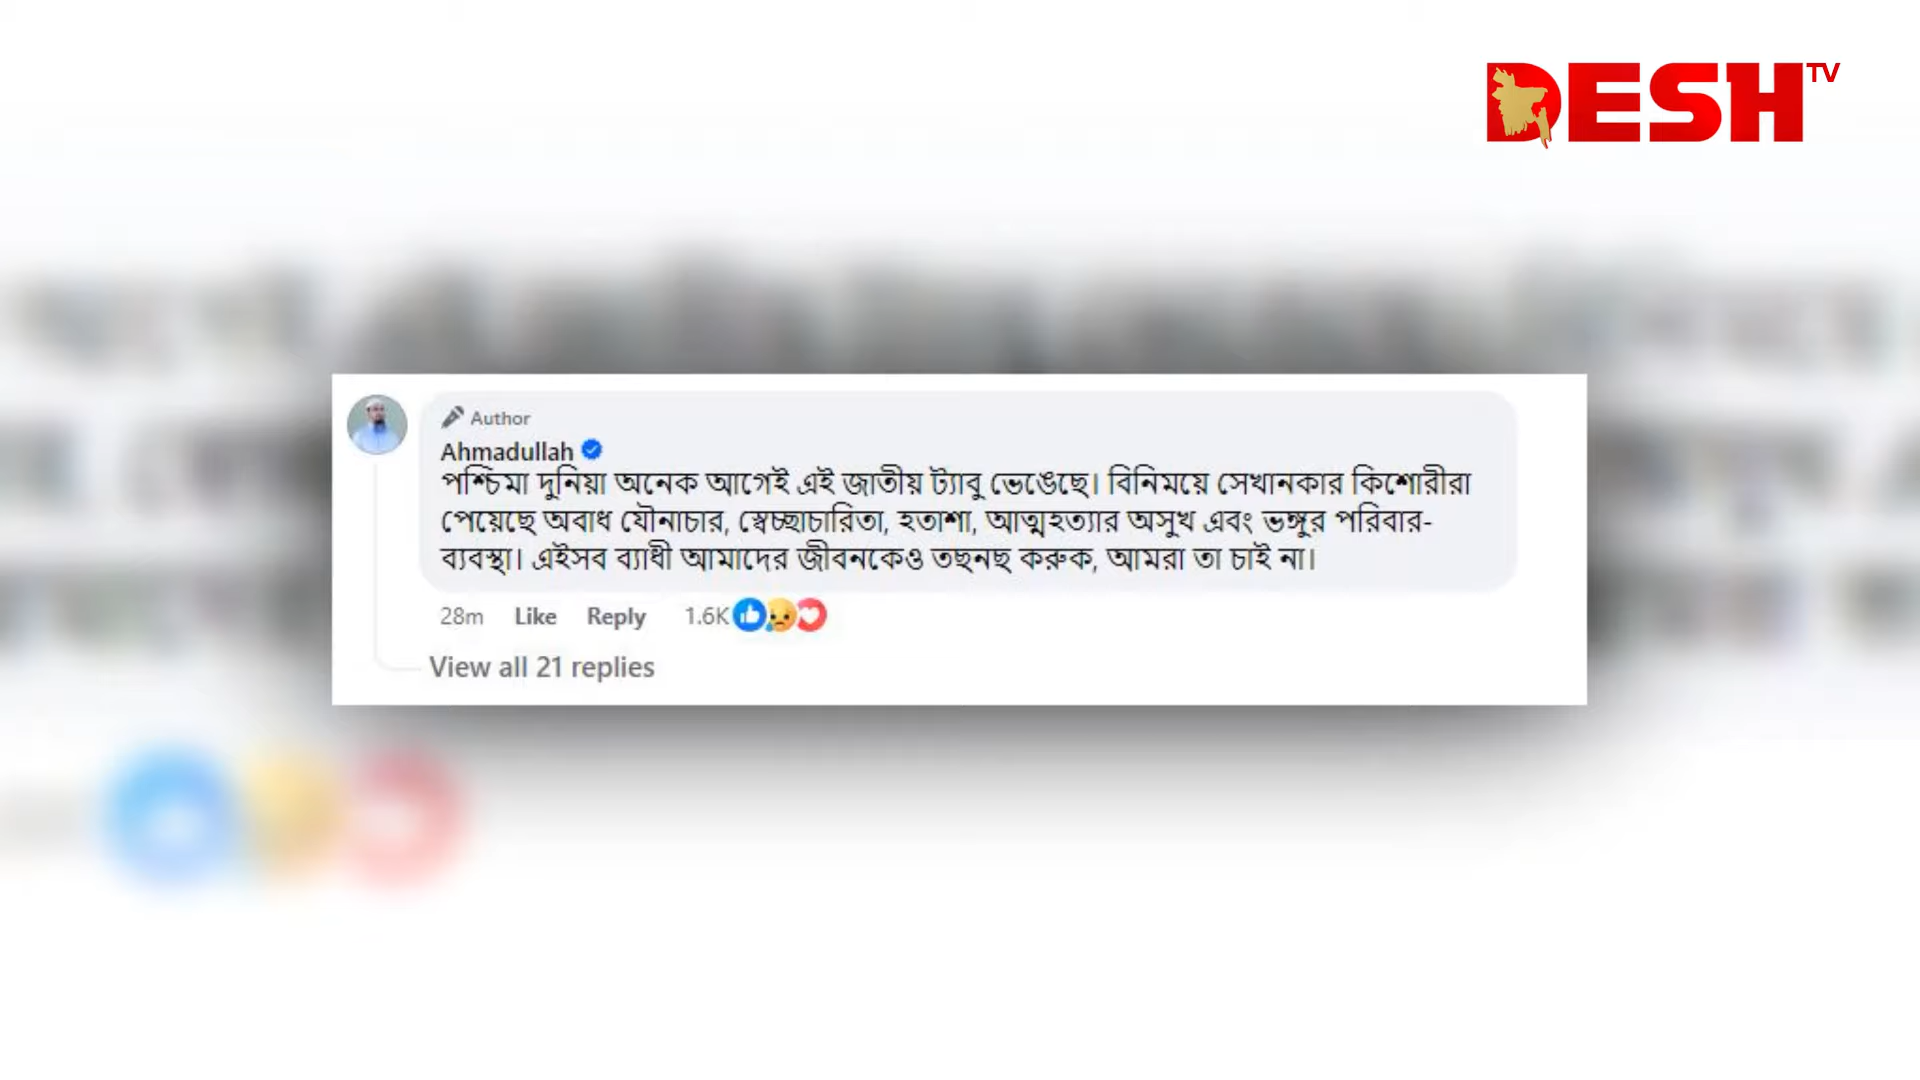 DESH TV
Author
Ahmadullah
পশ্চিমা দুনিয়া অনেক আগেই এই জাতীয় ট্যাবু ভেঙেছে। বিনিময়ে সেখানকার কিশোরীরা
পেয়েছে অবাধ যৌনাচার, স্বেচ্ছাচারিতা, হতাশা, আত্মহত্যার অসুখ এবং ভঙ্গুর পরিবার-
ব্যবস্থা। এইসব ব্যাধী আমাদের জীবনকেও তছনছ করুক, আমরা তা চাই না।
28m Like Reply 1.6K
View all 21 replies